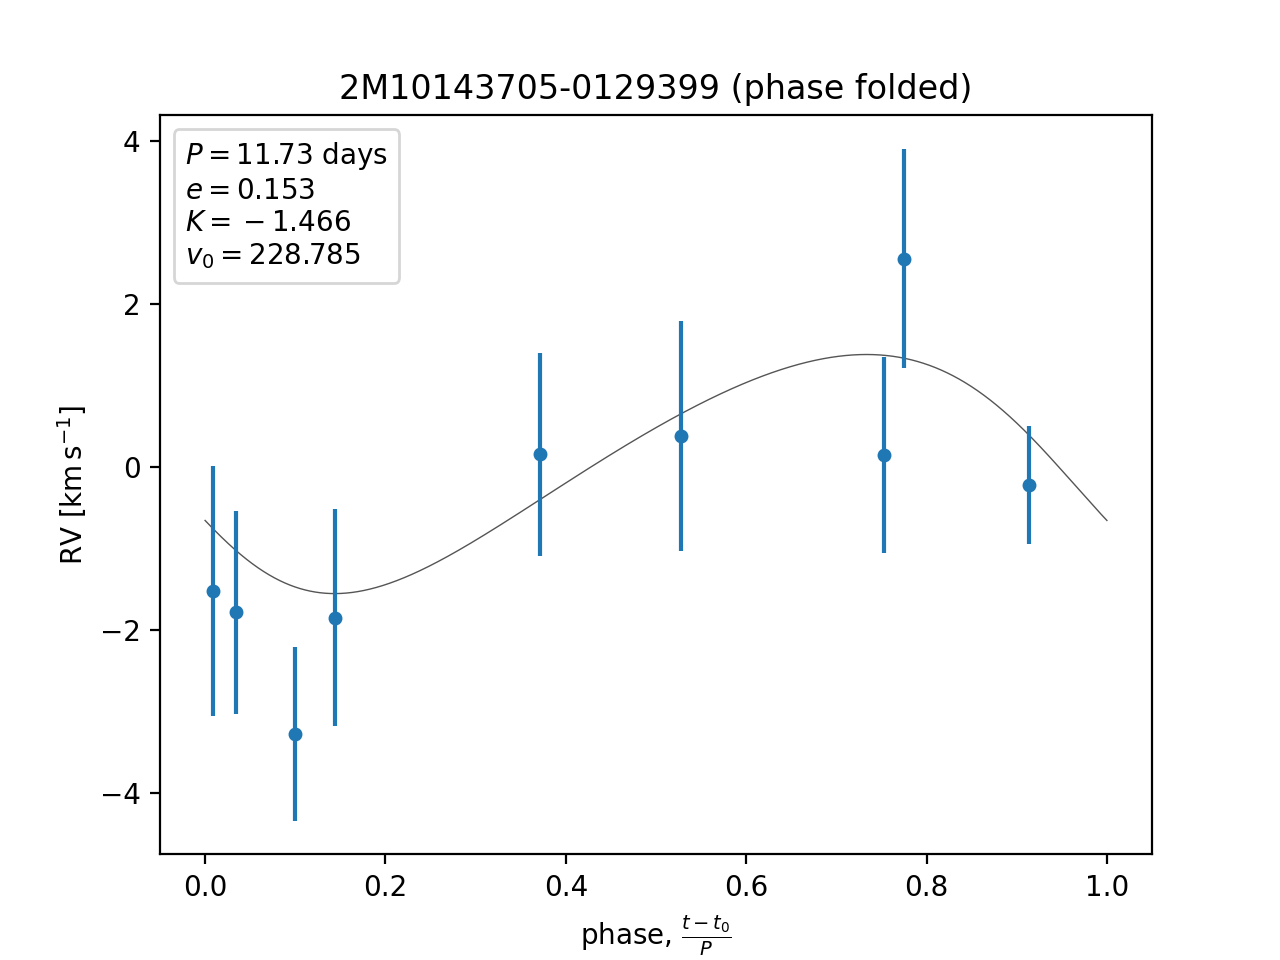 2M10143705-0129399 (phase folded)
P = 11.73 days
e = 0.153
K = −1.466
v₀ = 228.785
4
2
0
−2
−4
RV [km s⁻¹]
0.0 0.2 0.4 0.6 0.8 1.0
phase, (t − t₀)/P